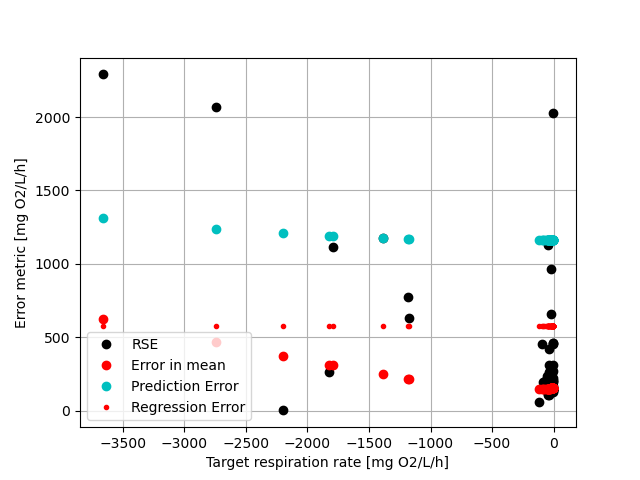 2000
1500
1000
500
0
Error metric [mg O2/L/h]
RSE
Error in mean
Prediction Error
Regression Error
−3500 −3000 −2500 −2000 −1500 −1000 −500 0
Target respiration rate [mg O2/L/h]